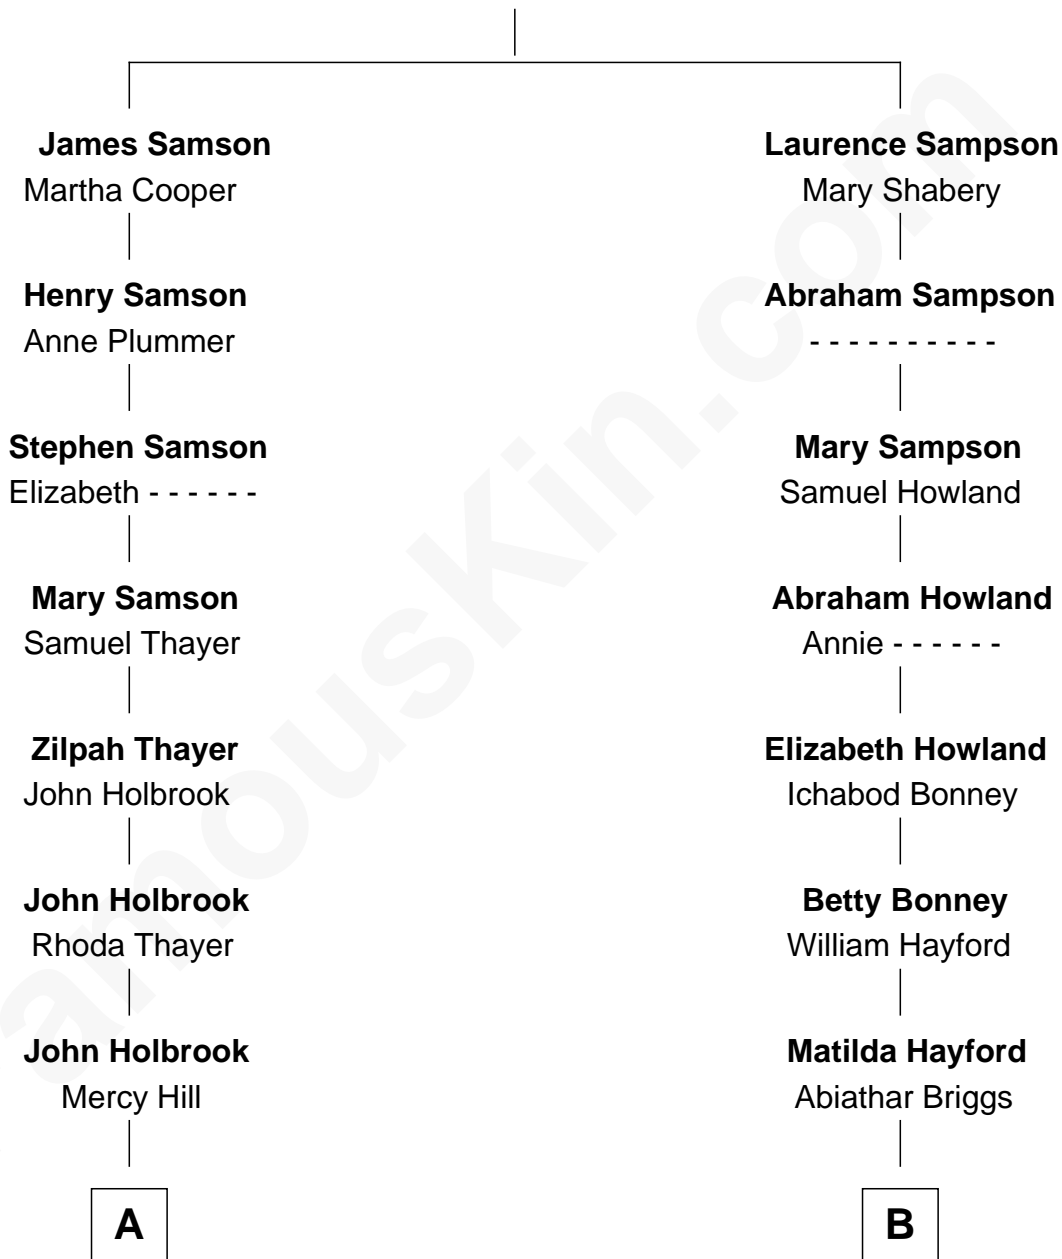 James Samson
Martha Cooper
Henry Samson
Anne Plummer
Stephen Samson
Elizabeth - - - - - -
Mary Samson
Samuel Thayer
Zilpah Thayer
John Holbrook
John Holbrook
Rhoda Thayer
John Holbrook
Mercy Hill
A
Laurence Sampson
Mary Shabery
Abraham Sampson
- - - - - - - - - -
Mary Sampson
Samuel Howland
Abraham Howland
Annie - - - - - -
Elizabeth Howland
Ichabod Bonney
Betty Bonney
William Hayford
Matilda Hayford
Abiathar Briggs
B
amouskin.com